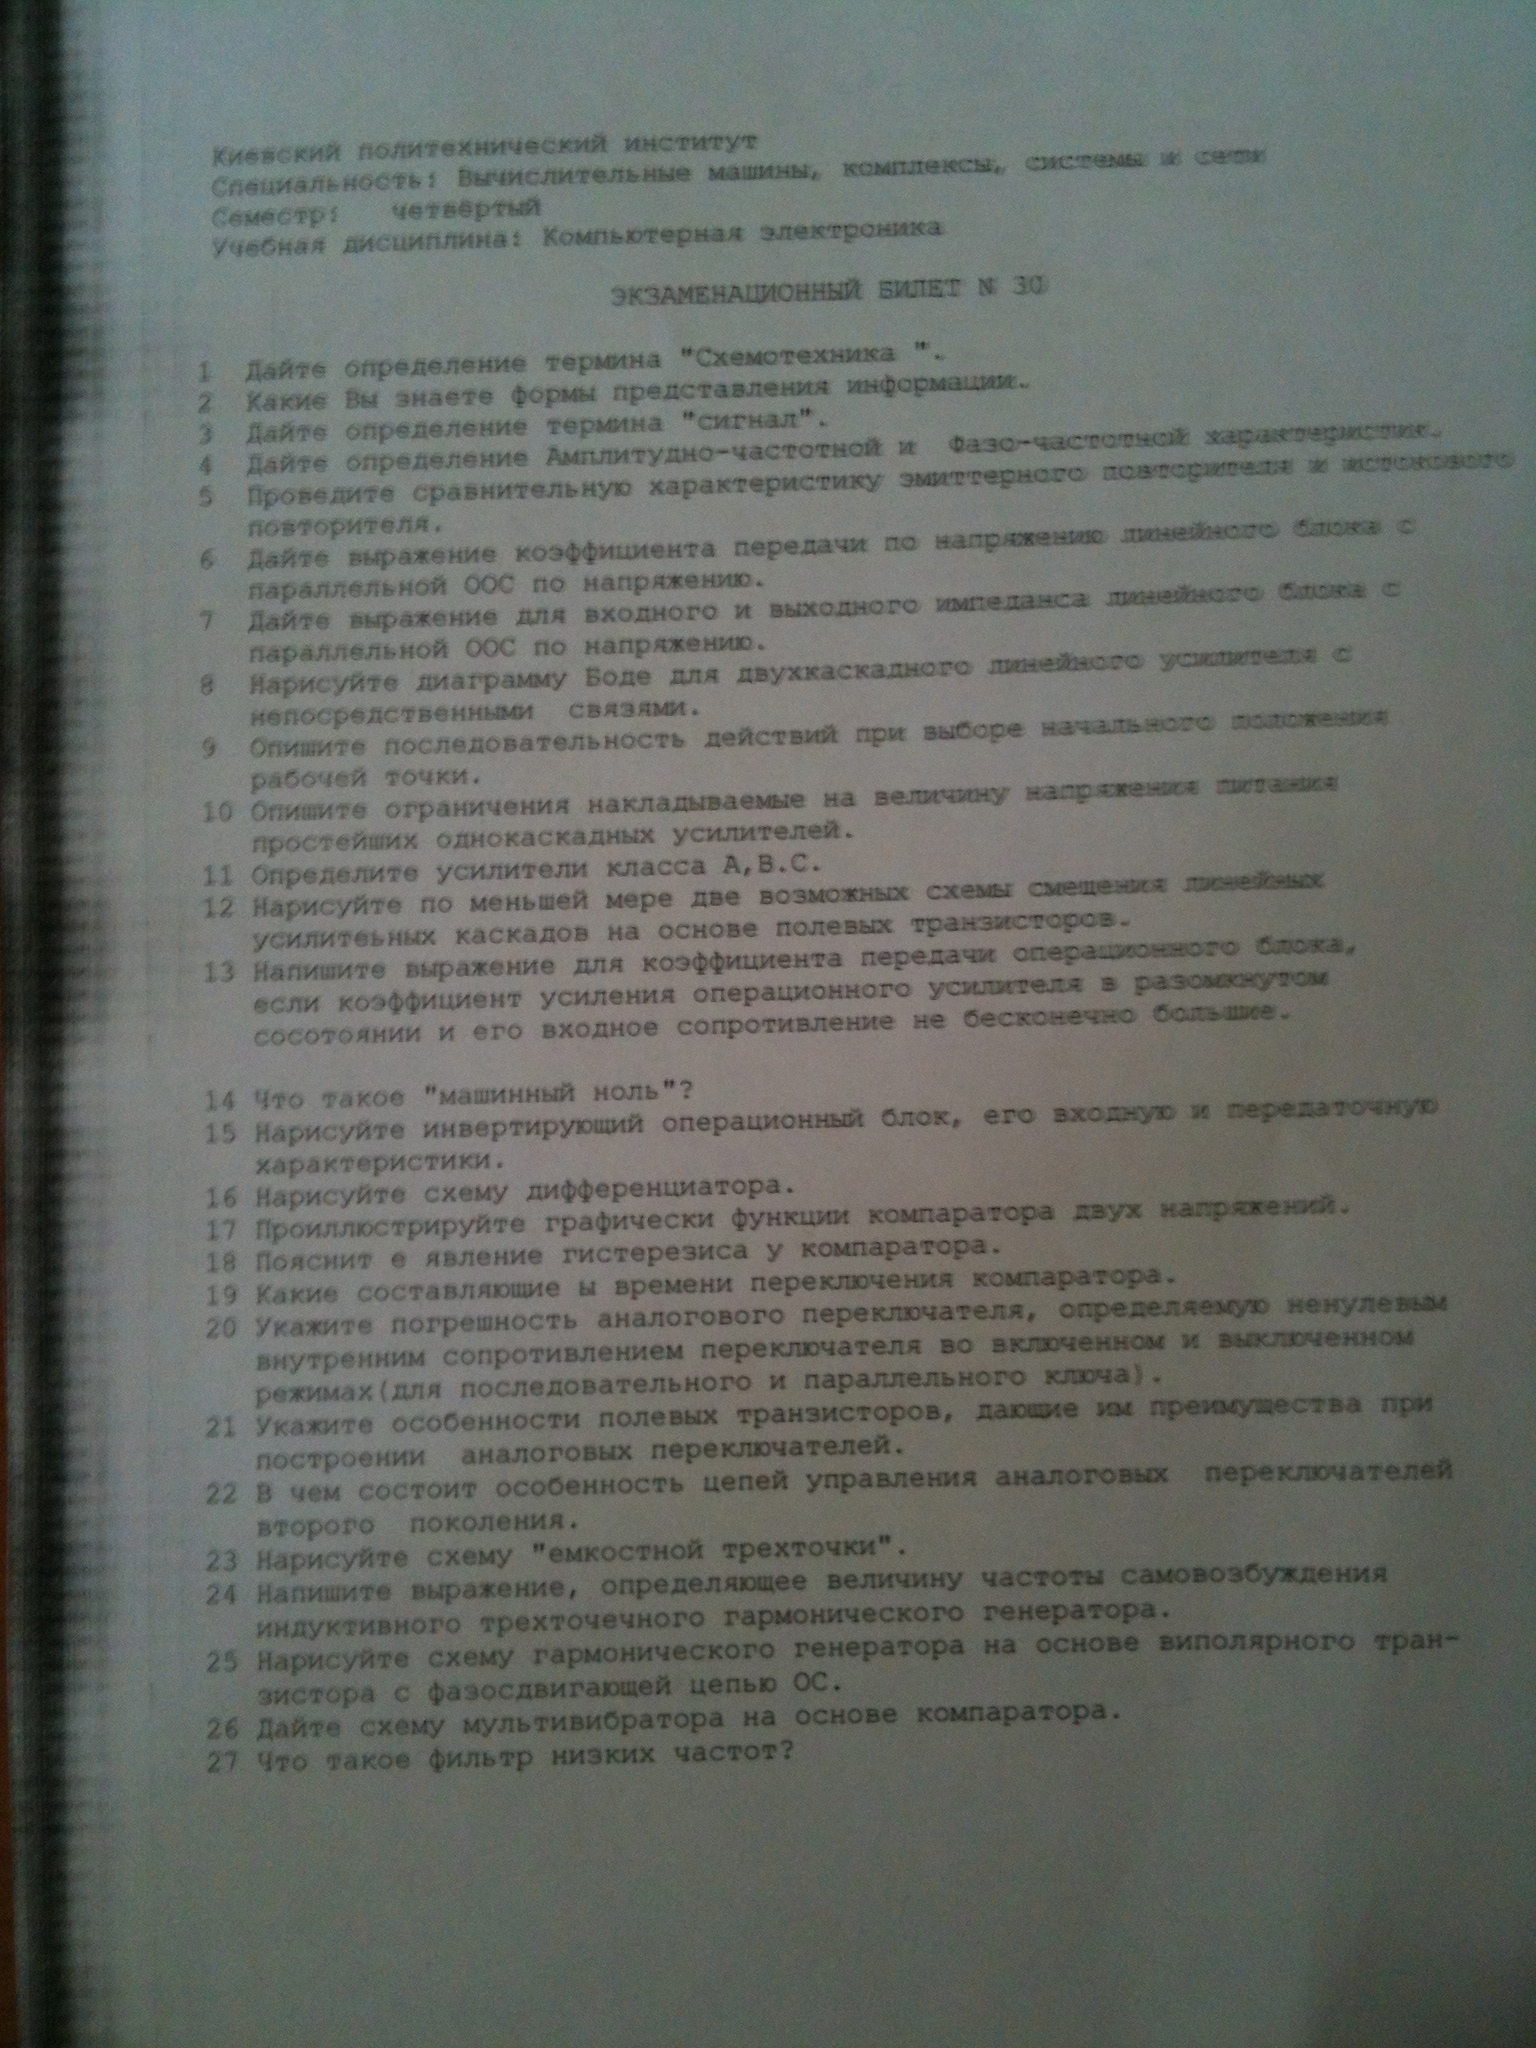 Киевский политехнический институт
Специальность: Вычислительные машины, комплексы, системы и сети
Семестр: четвертый
Учебная дисциплина: Компьютерная электроника
ЭКЗАМЕНАЦИОННЫЙ БИЛЕТ N 30
1 Дайте определение термина "Схемотехника ".
2 Какие Вы знаете формы представления информации.
3 Дайте определение термина "сигнал".
4 Дайте определение Амплитудно-частотной и Фазо-частотной характеристик.
5 Проведите сравнительную характеристику эмиттерного повторителя и истокового
повторителя.
6 Дайте выражение коэффициента передачи по напряжению линейного блока с
параллельной ООС по напряжению.
7 Дайте выражение для входного и выходного импеданса линейного блока с
параллельной ООС по напряжению.
8 Нарисуйте диаграмму Боде для двухкаскадного линейного усилителя с
непосредственными связями.
9 Опишите последовательность действий при выборе начального положения
рабочей точки.
10 Опишите ограничения накладываемые на величину напряжения питания
простейших однокаскадных усилителей.
11 Определите усилители класса А,В.С.
12 Нарисуйте по меньшей мере две возможных схемы смещения линейных
усилитеьных каскадов на основе полевых транзисторов.
13 Напишите выражение для коэффициента передачи операционного блока,
если коэффициент усиления операционного усилителя в разомкнутом
сосотоянии и его входное сопротивление не бесконечно большие.
14 Что такое "машинный ноль"?
15 Нарисуйте инвертирующий операционный блок, его входную и передаточную
характеристики.
16 Нарисуйте схему дифференциатора.
17 Проиллюстрируйте графически функции компаратора двух напряжений.
18 Пояснит е явление гистерезиса у компаратора.
19 Какие составляющие ы времени переключения компаратора.
20 Укажите погрешность аналогового переключателя, определяемую ненулевым
внутренним сопротивлением переключателя во включенном и выключенном
режимах(для последовательного и параллельного ключа).
21 Укажите особенности полевых транзисторов, дающие им преимущества при
построении аналоговых переключателей.
22 В чем состоит особенность цепей управления аналоговых переключателей
второго поколения.
23 Нарисуйте схему "емкостной трехточки".
24 Напишите выражение, определяющее величину частоты самовозбуждения
индуктивного трехточечного гармонического генератора.
25 Нарисуйте схему гармонического генератора на основе виполярного тран-
зистора с фазосдвигающей цепью ОС.
26 Дайте схему мультивибратора на основе компаратора.
27 Что такое фильтр низких частот?